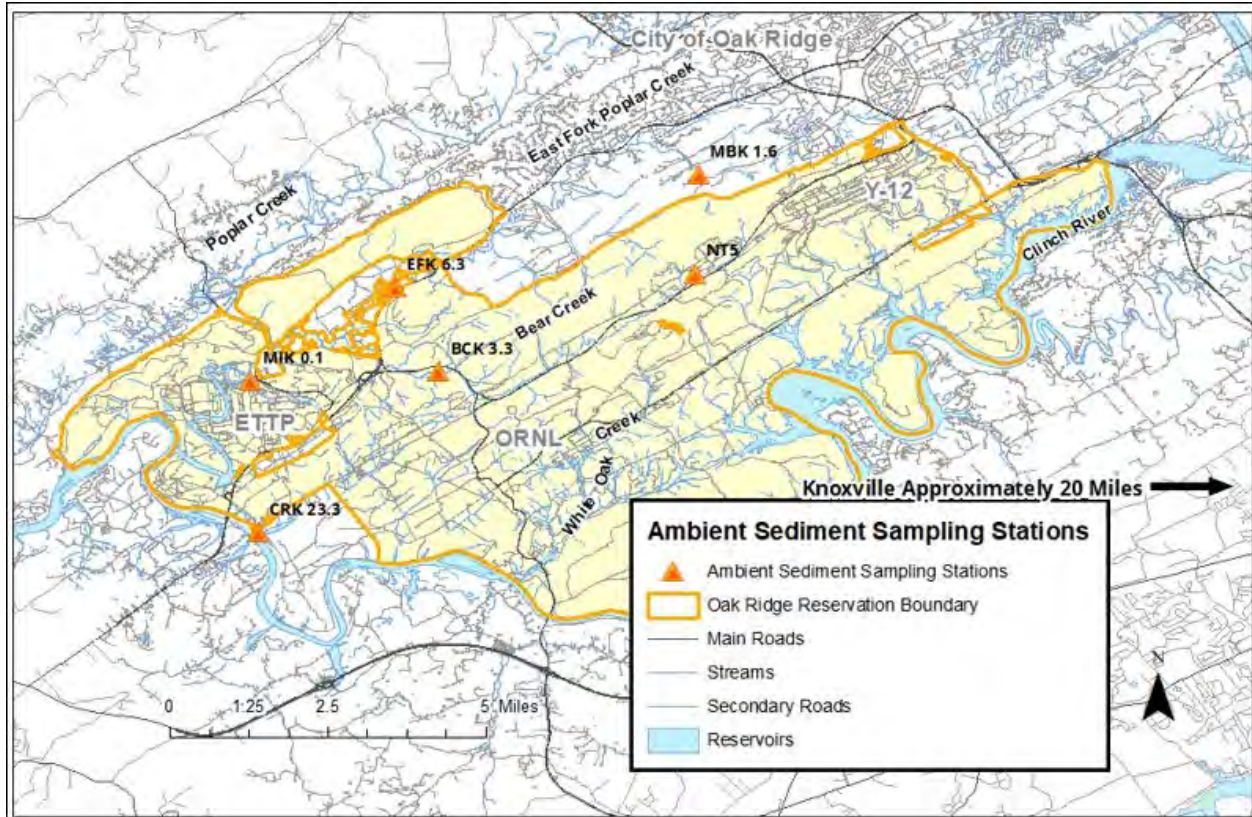 City of Oak Ridge
East Fork Poplar Creek
MBK 1.6
Y-12
Poplar Creek
Clinch River
EFK 6.3
NT5
Bear Creek
BCK 3.3
MIK 0.1
ETTP
ORNL
White Oak Creek
Knoxville Approximately 20 Miles
CRK 23.3
Ambient Sediment Sampling Stations
Ambient Sediment Sampling Stations
Oak Ridge Reservation Boundary
Main Roads
Streams
Secondary Roads
Reservoirs
N
0 1.25 2.5 5 Miles